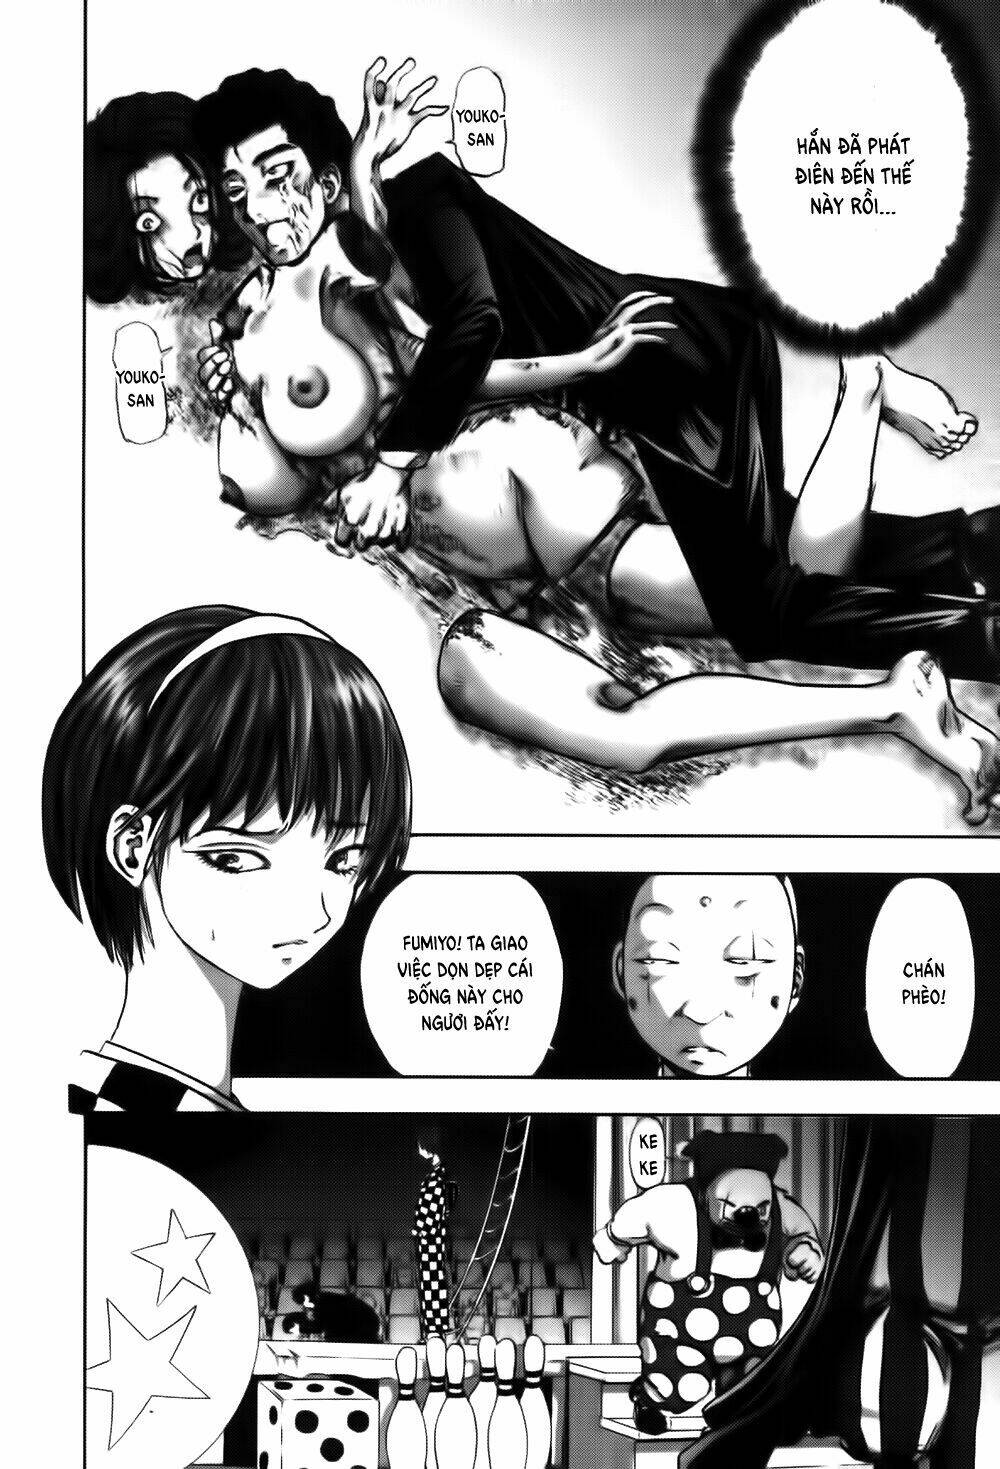 HẮN ĐÃ PHÁT
ĐIÊN ĐẾN THẾ
NÀY RỒI...
YOUKO-
SAN
YOUKO-
SAN
CHÁN
PHÈO!
FUMIYO! TA GIAO
VIỆC DỌN DẸP CÁI
ĐỐNG NÀY CHO
NGƯƠI ĐẤY!
KE
KE